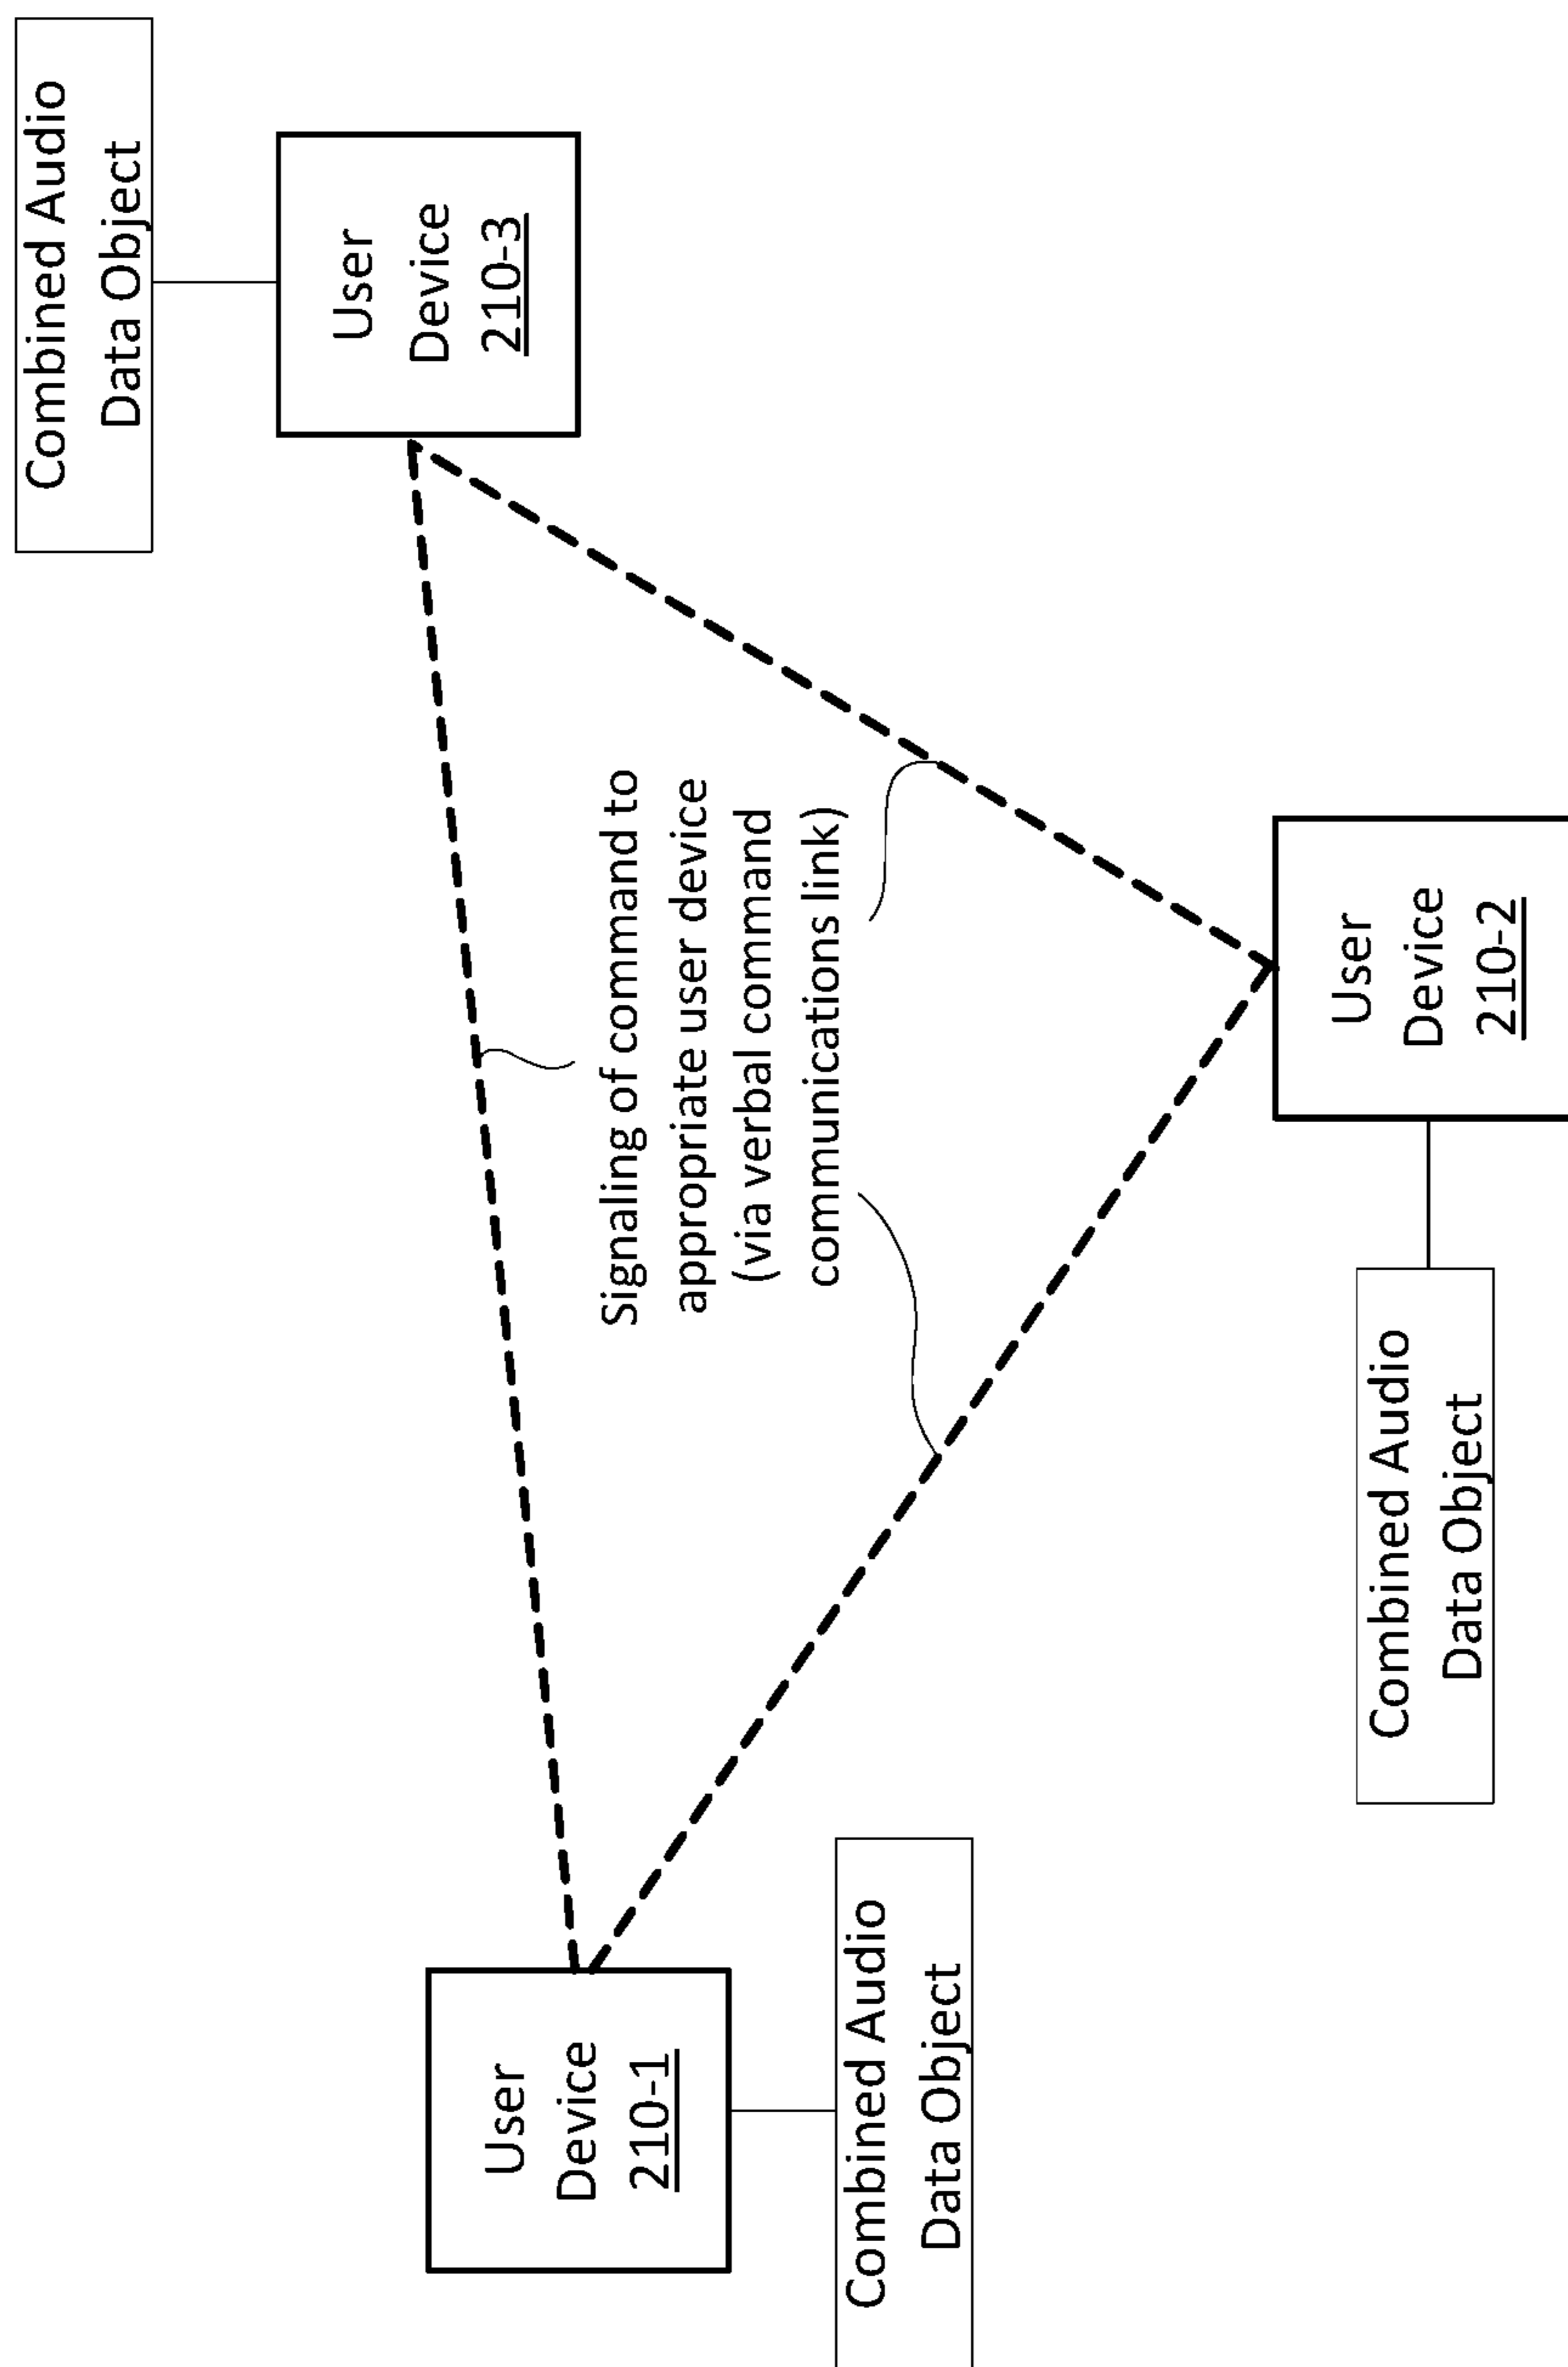 Combined Audio
Data Object
User
Device
210-3
Signaling of command to
appropriate user device
(via verbal command
communications link)
User
Device
210-1
Combined Audio
Data Object
User
Device
210-2
Combined Audio
Data Object